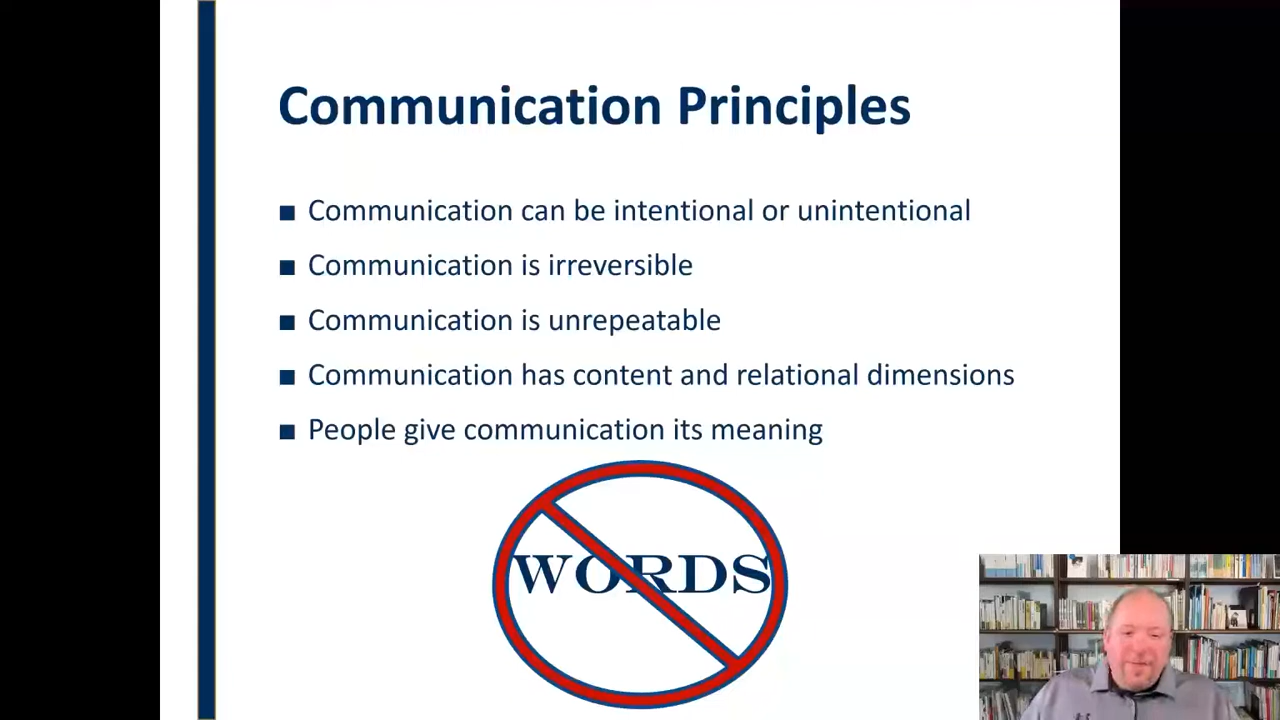 Communication Principles
■ Communication can be intentional or unintentional
■ Communication is irreversible
■ Communication is unrepeatable
■ Communication has content and relational dimensions
■ People give communication its meaning
WORDS